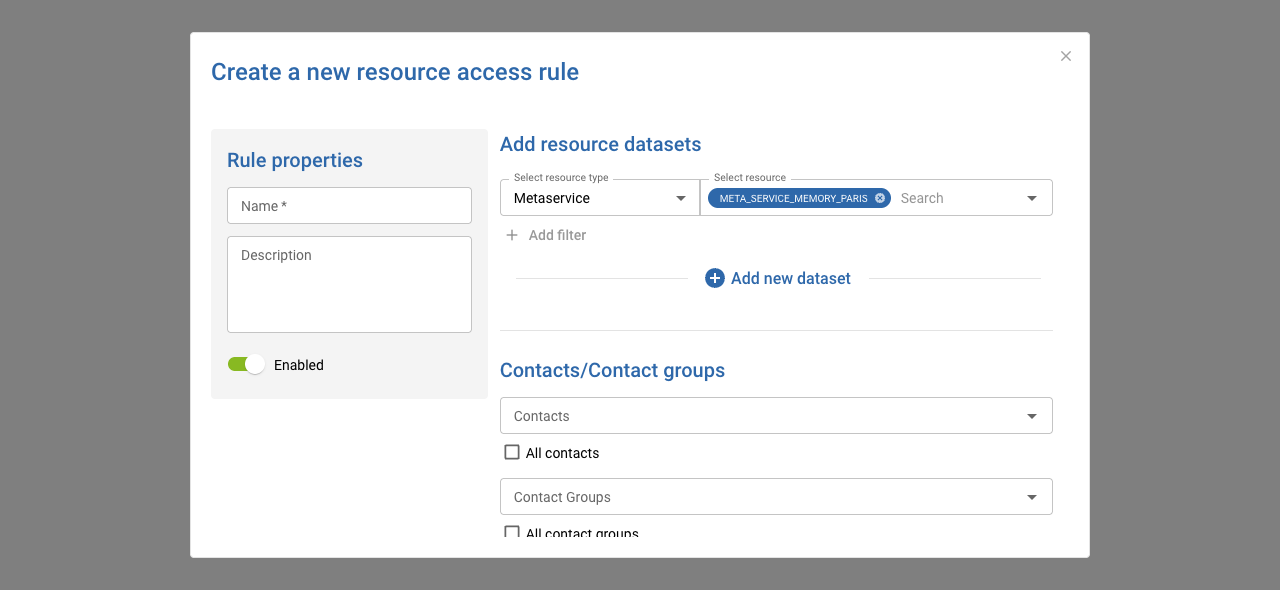 Create a new resource access rule
Rule properties
Name *
Description
Enabled
Add resource datasets
Select resource type
Metaservice
Select resource
META_SERVICE_MEMORY_PARIS
Search
Add filter
Add new dataset
Contacts/Contact groups
Contacts
All contacts
Contact Groups
All contact groups